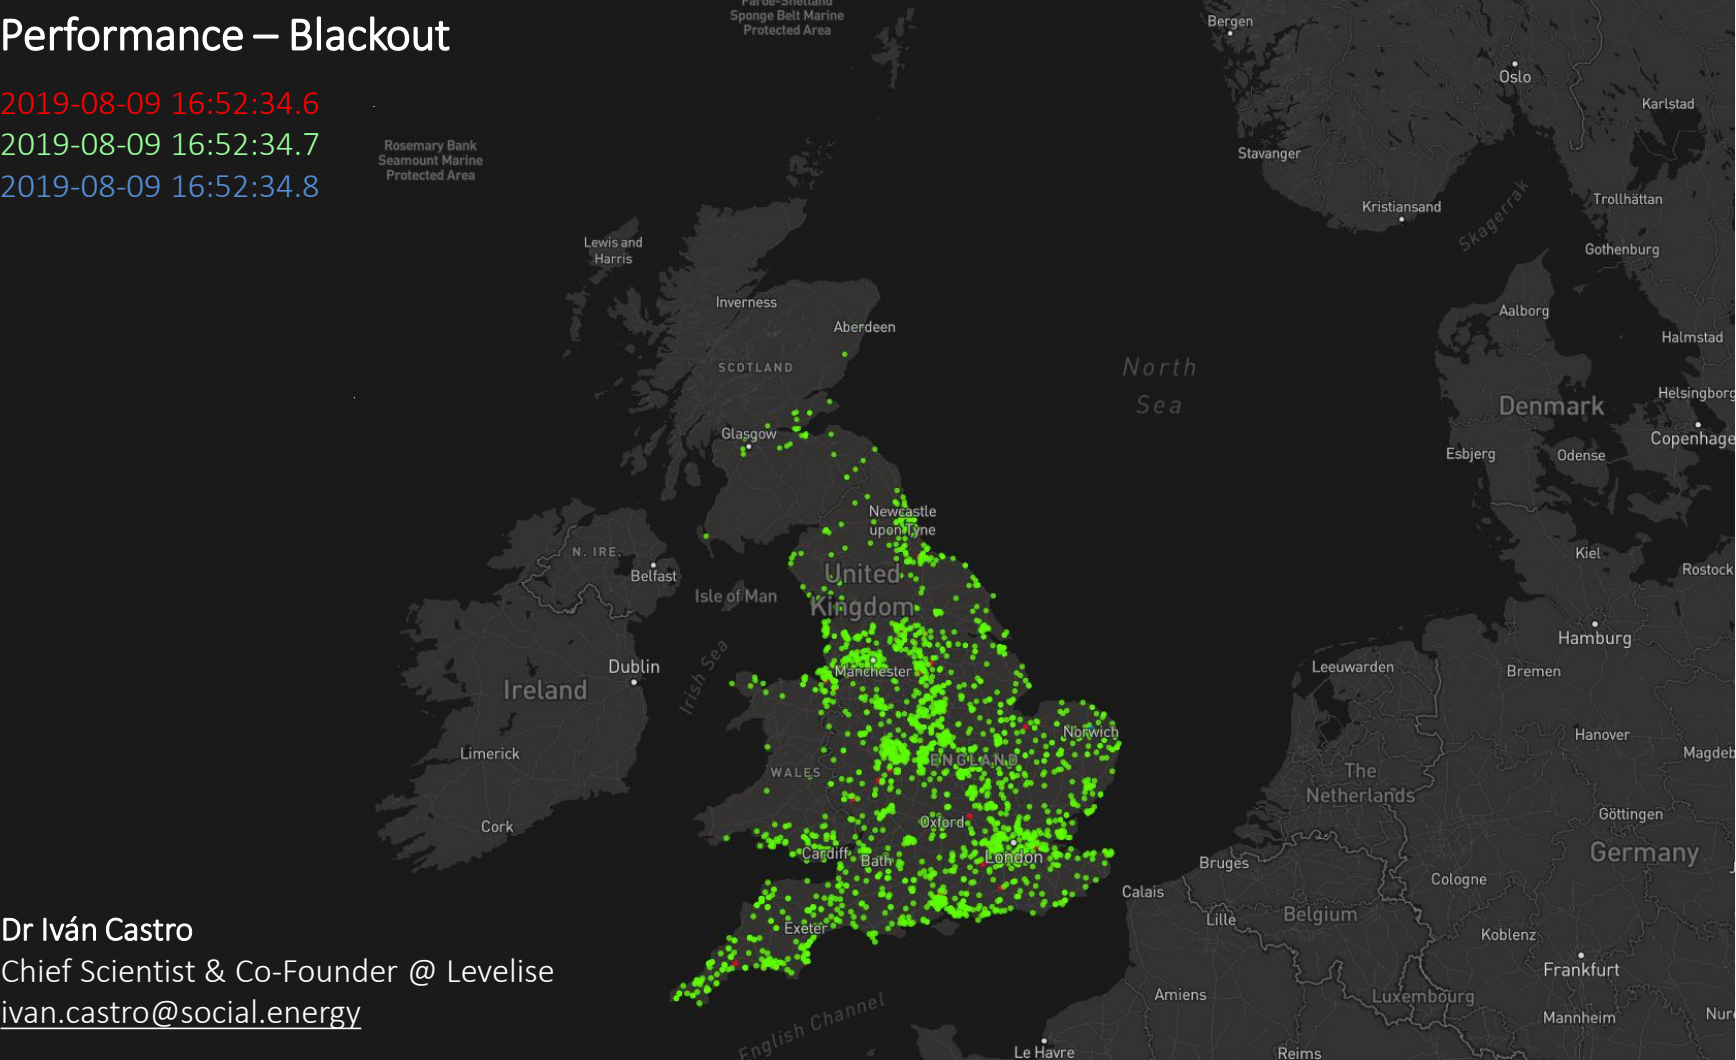 Performance – Blackout
2019-08-09 16:52:34.6
2019-08-09 16:52:34.7
2019-08-09 16:52:34.8
Faroe-Shetland
Sponge Belt Marine
Protected Area
Rosemary Bank
Seamount Marine
Protected Area
Bergen
Oslo
Karlstad
Stavanger
Kristiansand
Skagerrak
Trollhättan
Gothenburg
Lewis and
Harris
Inverness
Aberdeen
SCOTLAND
Glasgow
North
Sea
Aalborg
Halmstad
Denmark
Helsingborg
Copenhage
Esbjerg
Odense
Newcastle
upon Tyne
N. IRE.
Belfast
Isle of Man
United
Kingdom
Kiel
Rostock
Hamburg
Dublin
Irish Sea
Manchester
Leeuwarden
Bremen
Ireland
Norwich
Hanover
Limerick
WALES
ENGLAND
The
Netherlands
Magdeb
Cork
Oxford
Göttingen
Cardiff
Bath
London
Bruges
Germany
Calais
Cologne
Lille
Belgium
Exeter
Koblenz
Frankfurt
Amiens
Luxembourg
Mannheim
Nure
English Channel
Le Havre
Reims
Dr Iván Castro
Chief Scientist & Co-Founder @ Levelise
ivan.castro@social.energy